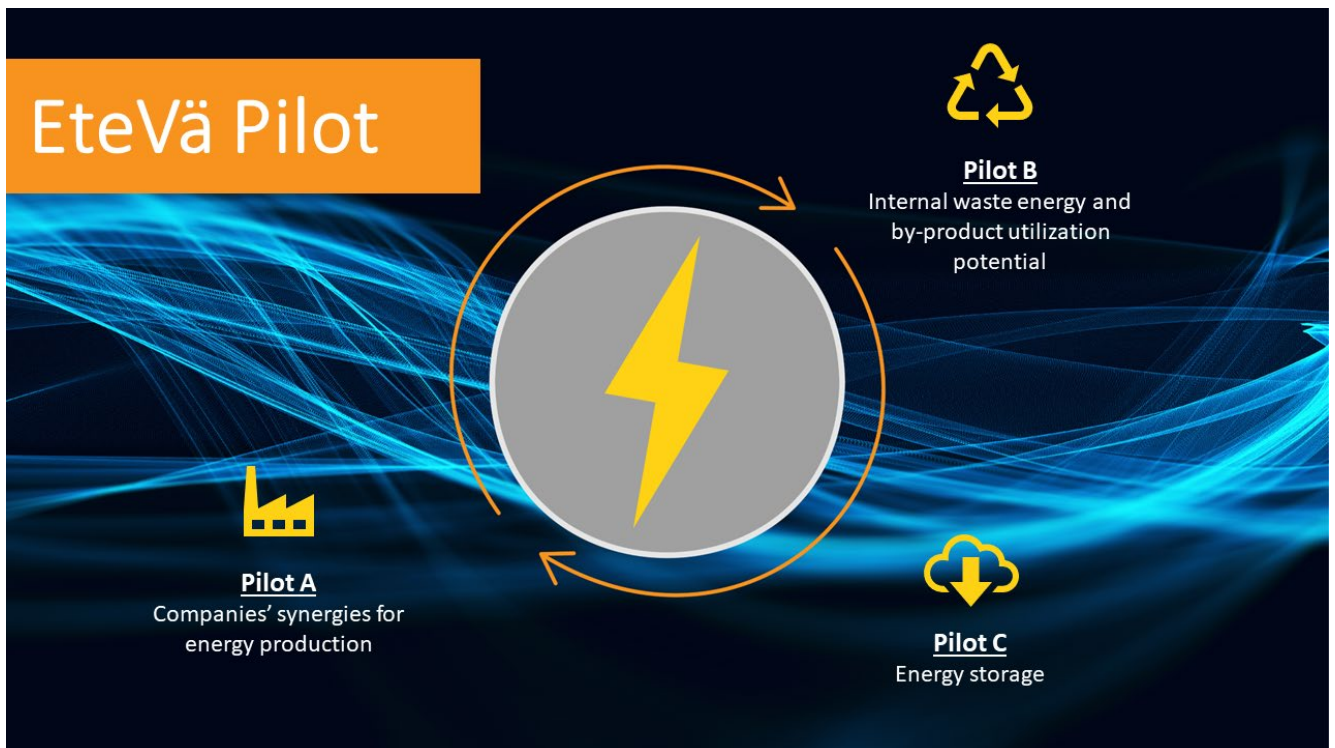 EteVä Pilot
Pilot B
Internal waste energy and
by-product utilization
potential
Pilot A
Companies’ synergies for
energy production
Pilot C
Energy storage